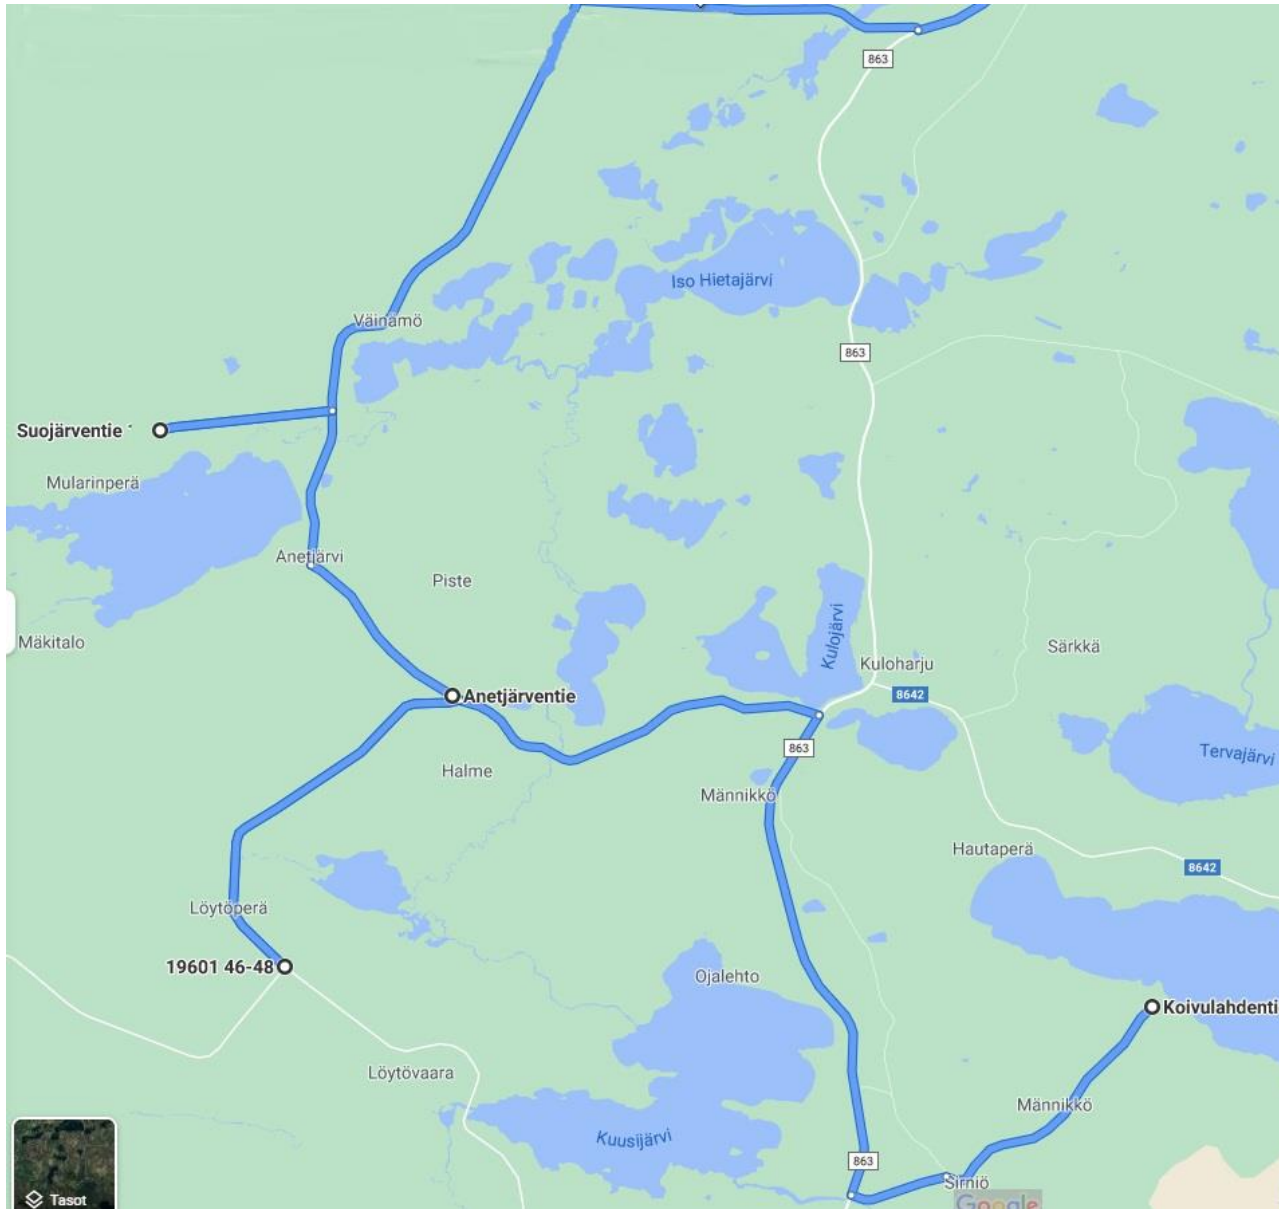 863
Iso Hietajärvi
Väinämö
863
Suojärventie
Mularinperä
Anetjärvi
Piste
Mäkitalo
Kulojärvi
Kuloharju
Särkkä
Anetjärventie
8642
863
Tervajärvi
Halme
Männikkö
Hautaperä
8642
Löytöperä
19601 46-48
Ojalehto
Koivulahdenti
Löytövaara
Männikkö
Kuusijärvi
863
Sirniö
Tasot
Google